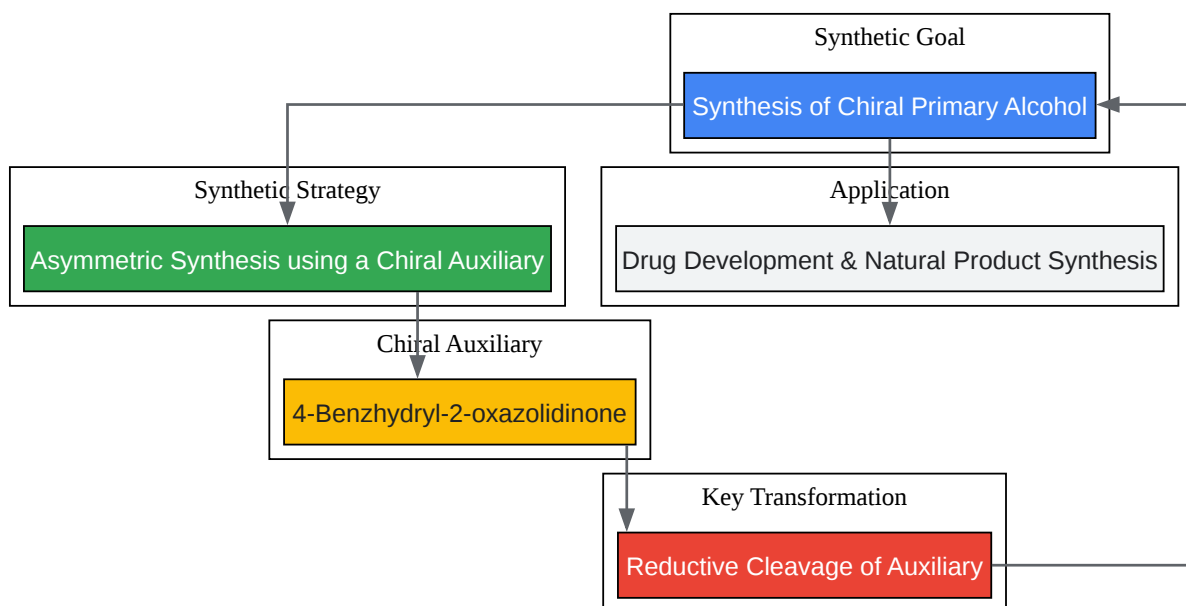 Synthetic Goal
Synthesis of Chiral Primary Alcohol
Synthetic Strategy
Asymmetric Synthesis using a Chiral Auxiliary
Application
Drug Development & Natural Product Synthesis
Chiral Auxiliary
4-Benzhydryl-2-oxazolidinone
Key Transformation
Reductive Cleavage of Auxiliary